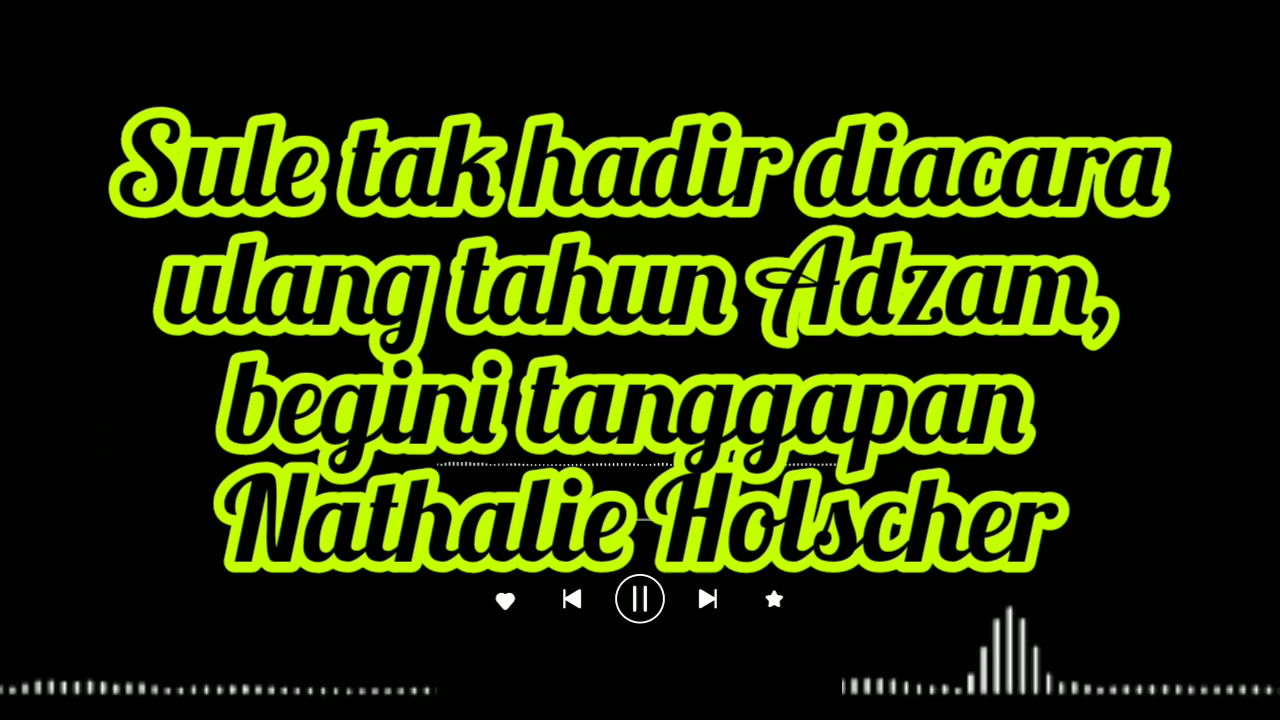 Sule tak hadir diacara
ulang tahun Adzam,
begini tanggapan
Nathalie Holscher